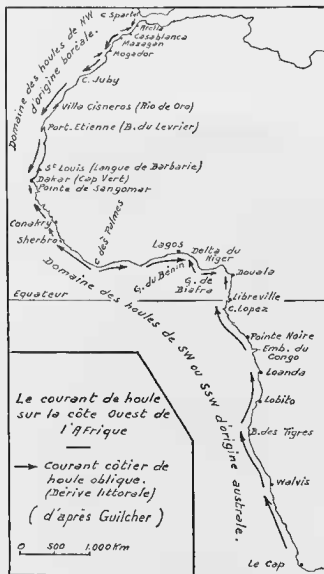 C Spartel
Arcila
Casablanca
Mazagan
Mogador
Domaine des houles de NW
d'origine boréale.
C. Juby
Villa Cisneros (Rio de Oro)
Port. Etienne (B. du Levrier)
St Louis (Langue de Barbarie)
Dakar (Cap Vert)
Pointe de Sangomar
Conakry
Sherbro
C des Palmes
Lagos
Delta du
Niger
G. du Bénin
G. de
Biafra
Douala
Equateur
Libreville
C. Lopez
Domaine des houles de SW ou SSW d'origine australe.
Pointe Noire
Emb. du
Congo
Loanda
Lobito
B. des Tigres
Walvis
Le Cap
Le courant de houle
sur la côte Ouest de
l'Afrique
Courant côtier de
houle oblique.
(Dérive littorale)
(d'après Guilcher)
0 500 1.000 Km